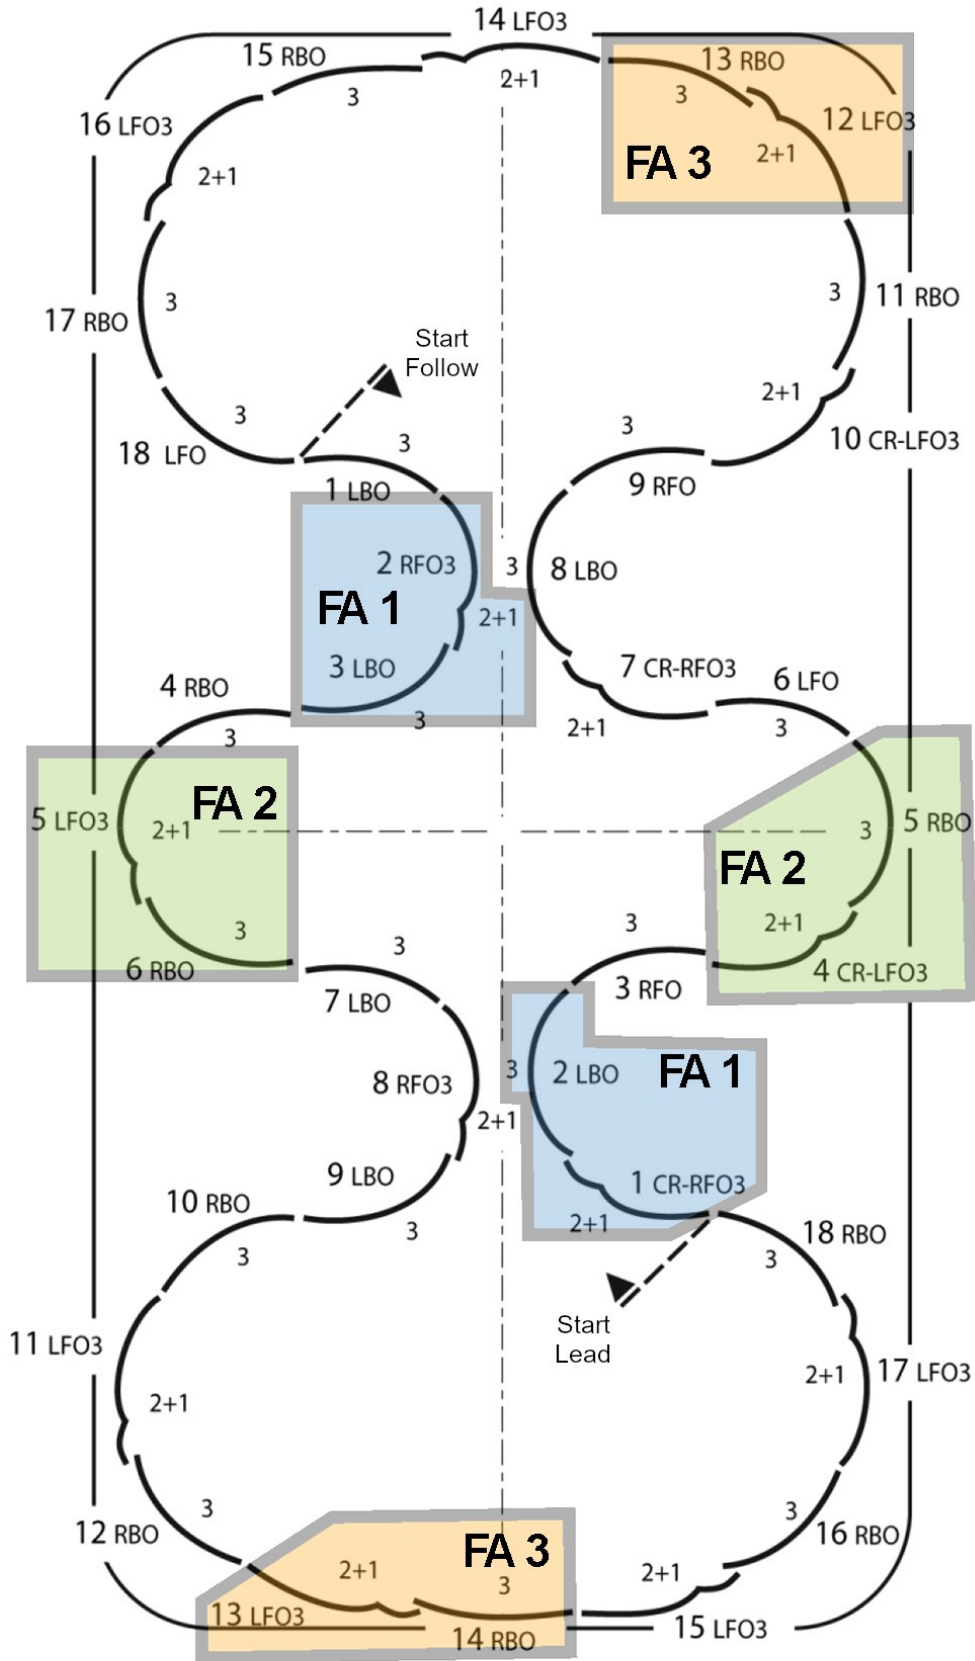 14 LFO3
15 RBO
13 RBO
3
2+1
3
16 LFO3
12 LFO3
2+1
FA 3
2+1
17 RBO
3
3
11 RBO
Start
Follow
2+1
3
3
3
10 CR-LFO3
18 LFO
1 LBO
9 RFO
2 RFO3
3
8 LBO
FA 1
2+1
3 LBO
7 CR-RFO3
6 LFO
4 RBO
3
3
2+1
3
FA 2
5 LFO3
2+1
3
5 RBO
FA 2
3
3
2+1
3
6 RBO
4 CR-LFO3
7 LBO
3 RFO
8 RFO3
3
2 LBO
FA 1
2+1
9 LBO
1 CR-RFO3
10 RBO
3
3
2+1
18 RBO
3
Start
Lead
11 LFO3
2+1
2+1
17 LFO3
3
3
12 RBO
16 RBO
FA 3
2+1
3
2+1
13 LFO3
14 RBO
15 LFO3